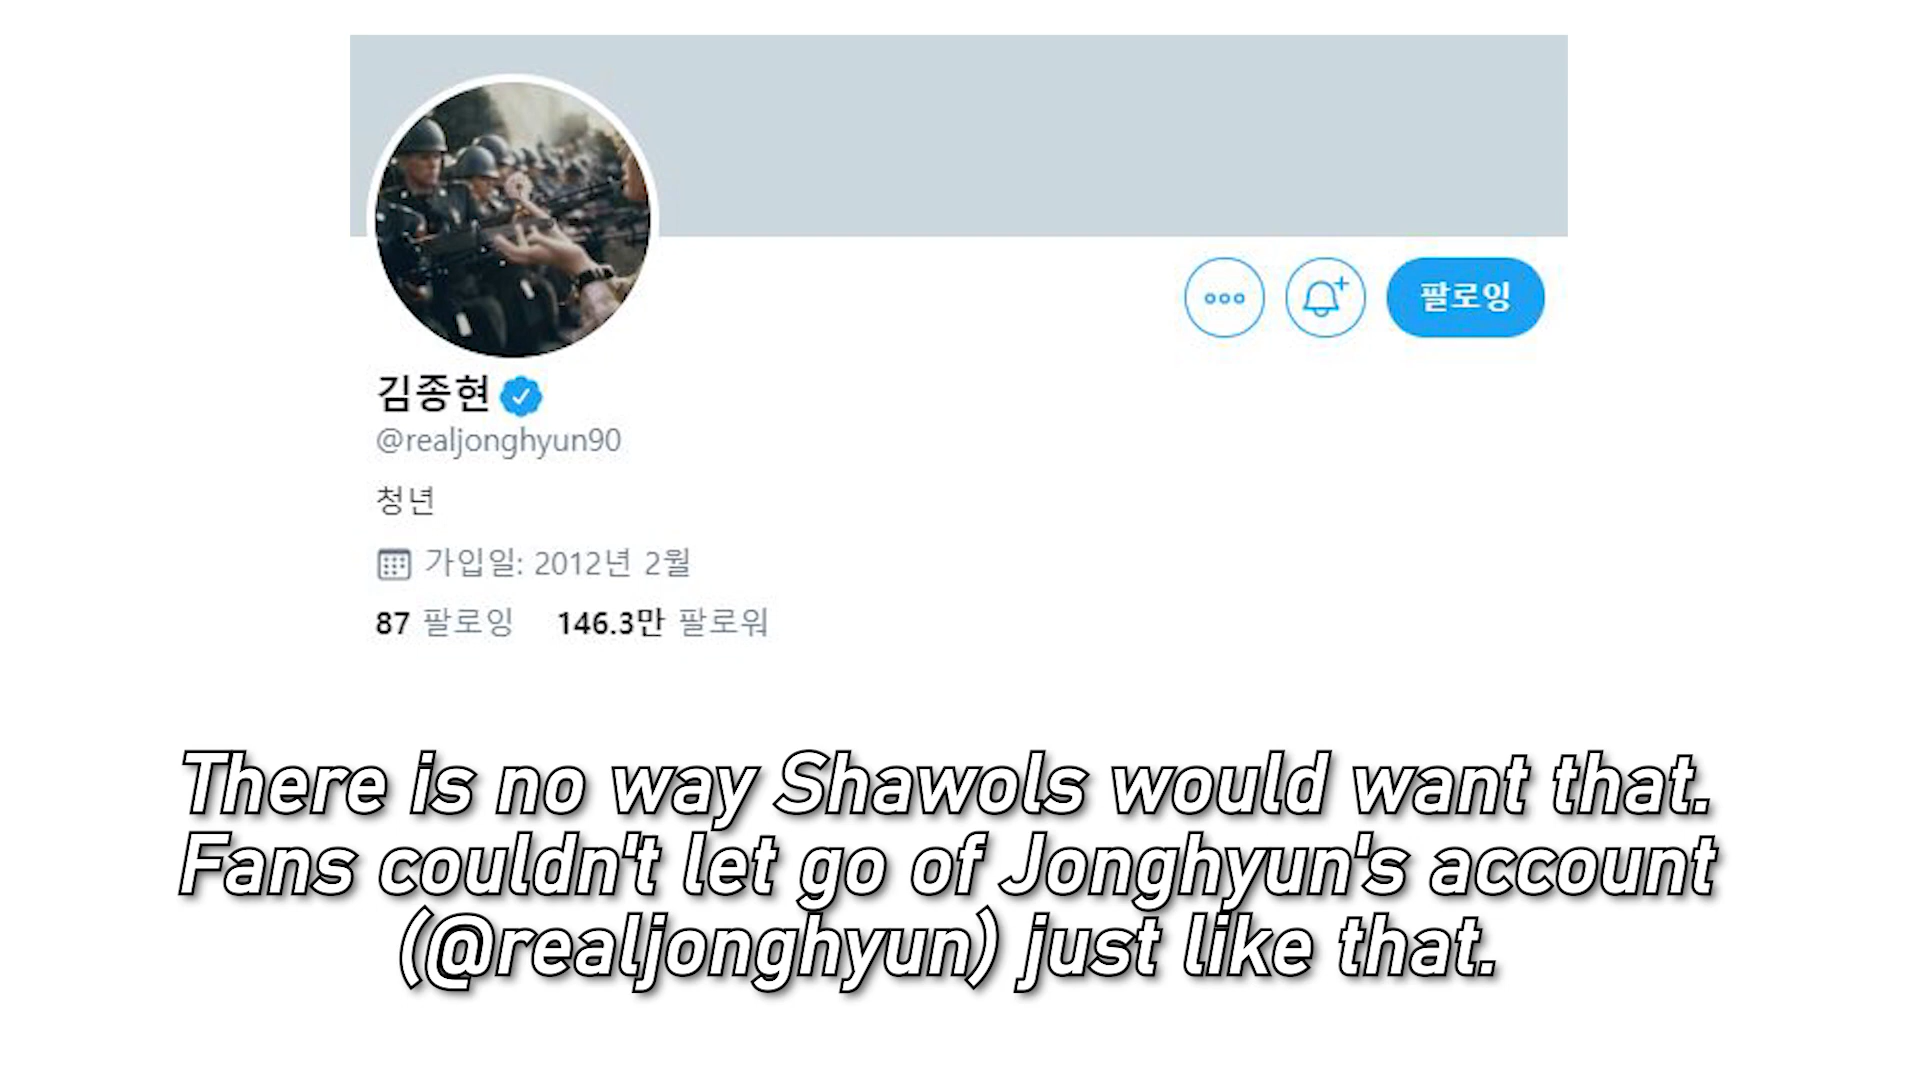 팔로잉
김종현
@realjonghyun90
청년
가입일: 2012년 2월
87 팔로잉 146.3만 팔로워
There is no way Shawols would want that.
Fans couldn't let go of Jonghyun's account
(@realjonghyun) just like that.